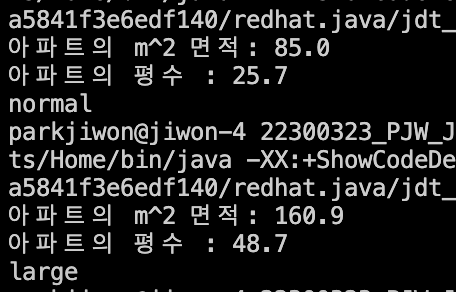 a5841f3e6edf140/redhat.java/jdt_
아파트의 m^2 면적: 85.0
아파트의 평수 : 25.7
normal
parkjiwon@jiwon-4 22300323_PJW_J
ts/Home/bin/java -XX:+ShowCodeDe
a5841f3e6edf140/redhat.java/jdt_
아파트의 m^2 면적: 160.9
아파트의 평수 : 48.7
large